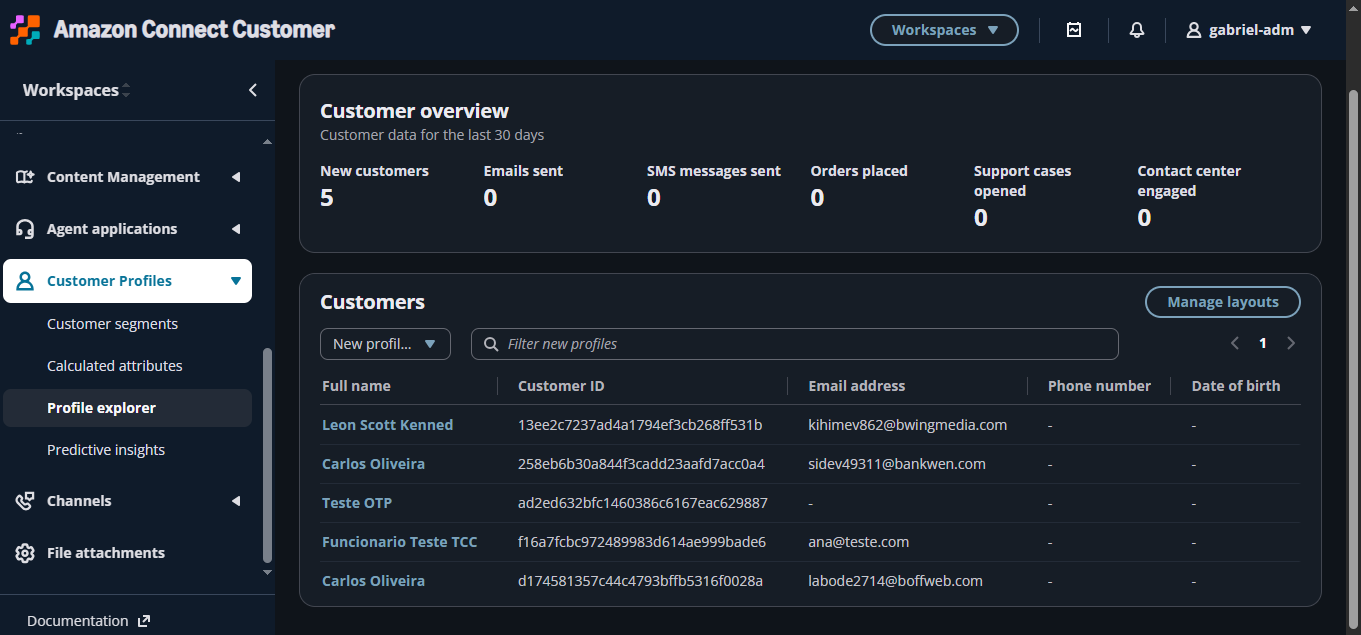 Amazon Connect Customer
Workspaces
gabriel-adm
Workspaces
Content Management
Agent applications
Customer Profiles
Customer segments
Calculated attributes
Profile explorer
Predictive insights
Channels
File attachments
Documentation
Customer overview
Customer data for the last 30 days
New customers
5
Emails sent
0
SMS messages sent
0
Orders placed
0
Support cases
opened
0
Contact center
engaged
0
Customers
Manage layouts
New profil...
Filter new profiles
1
Full name Customer ID Email address Phone number Date of birth
Leon Scott Kenned 13ee2c7237ad4a1794ef3cb268ff531b kihimev862@bwingmedia.com - -
Carlos Oliveira 258eb6b30a844f3cadd23aafd7acc0a4 sidev49311@bankwen.com - -
Teste OTP ad2ed632bfc1460386c6167eac629887 - - -
Funcionario Teste TCC f16a7fcbc972489983d614ae999bade6 ana@teste.com - -
Carlos Oliveira d174581357c44c4793bffb5316f0028a labode2714@boffweb.com - -